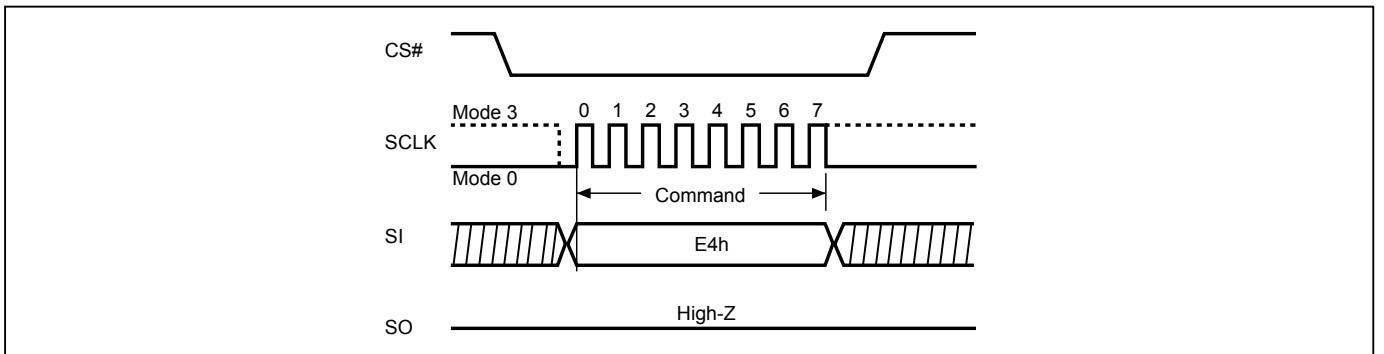 CS#
Mode 3
0 1 2 3 4 5 6 7
SCLK
Mode 0
Command
SI
E4h
High-Z
SO